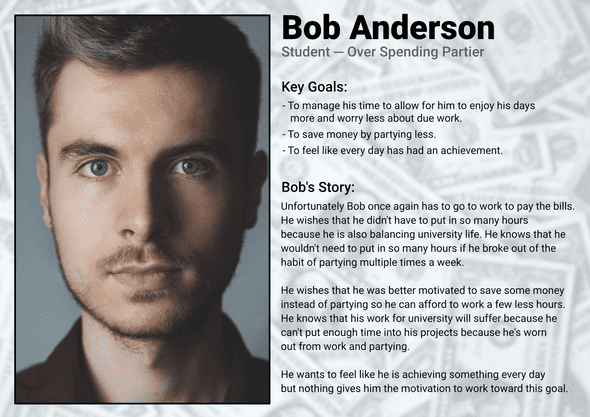 Bob Anderson
Student — Over Spending Partier
Key Goals:
- To manage his time to allow for him to enjoy his days
more and worry less about due work.
- To save money by partying less.
- To feel like every day has had an achievement.
Bob's Story:
Unfortunately Bob once again has to go to work to pay the bills.
He wishes that he didn't have to put in so many hours
because he is also balancing university life. He knows that he
wouldn't need to put in so many hours if he broke out of the
habit of partying multiple times a week.
He wishes that he was better motivated to save some money
instead of partying so he can afford to work a few less hours.
He knows that his work for university will suffer because he
can't put enough time into his projects because he's worn
out from work and partying.
He wants to feel like he is achieving something every day
but nothing gives him the motivation to work toward this goal.